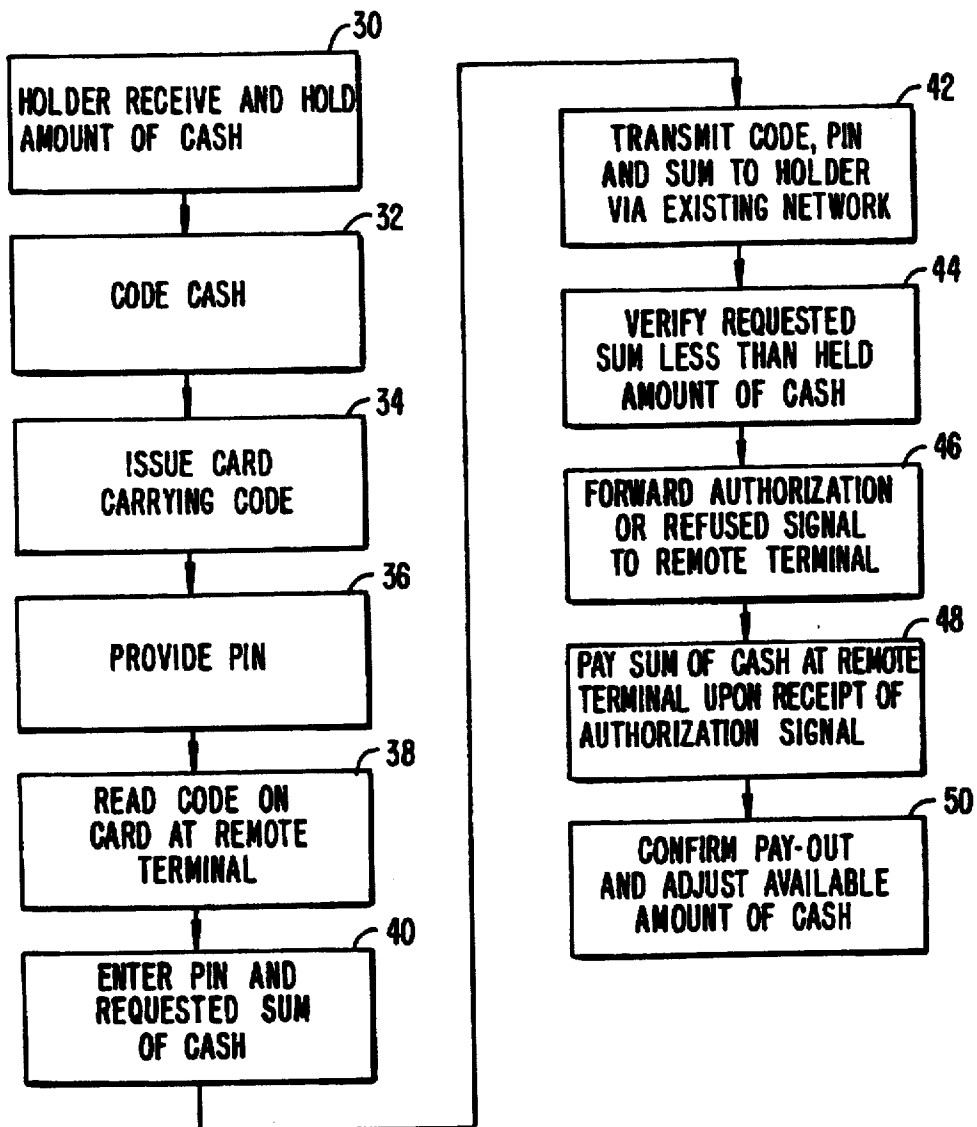 30
HOLDER RECEIVE AND HOLD
AMOUNT OF CASH
32
CODE CASH
34
ISSUE CARD
CARRYING CODE
36
PROVIDE PIN
38
READ CODE ON
CARD AT REMOTE
TERMINAL
40
ENTER PIN AND
REQUESTED SUM
OF CASH
42
TRANSMIT CODE, PIN
AND SUM TO HOLDER
VIA EXISTING NETWORK
44
VERIFY REQUESTED
SUM LESS THAN HELD
AMOUNT OF CASH
46
FORWARD AUTHORIZATION
OR REFUSED SIGNAL
TO REMOTE TERMINAL
48
PAY SUM OF CASH AT REMOTE
TERMINAL UPON RECEIPT OF
AUTHORIZATION SIGNAL
50
CONFIRM PAY-OUT
AND ADJUST AVAILABLE
AMOUNT OF CASH